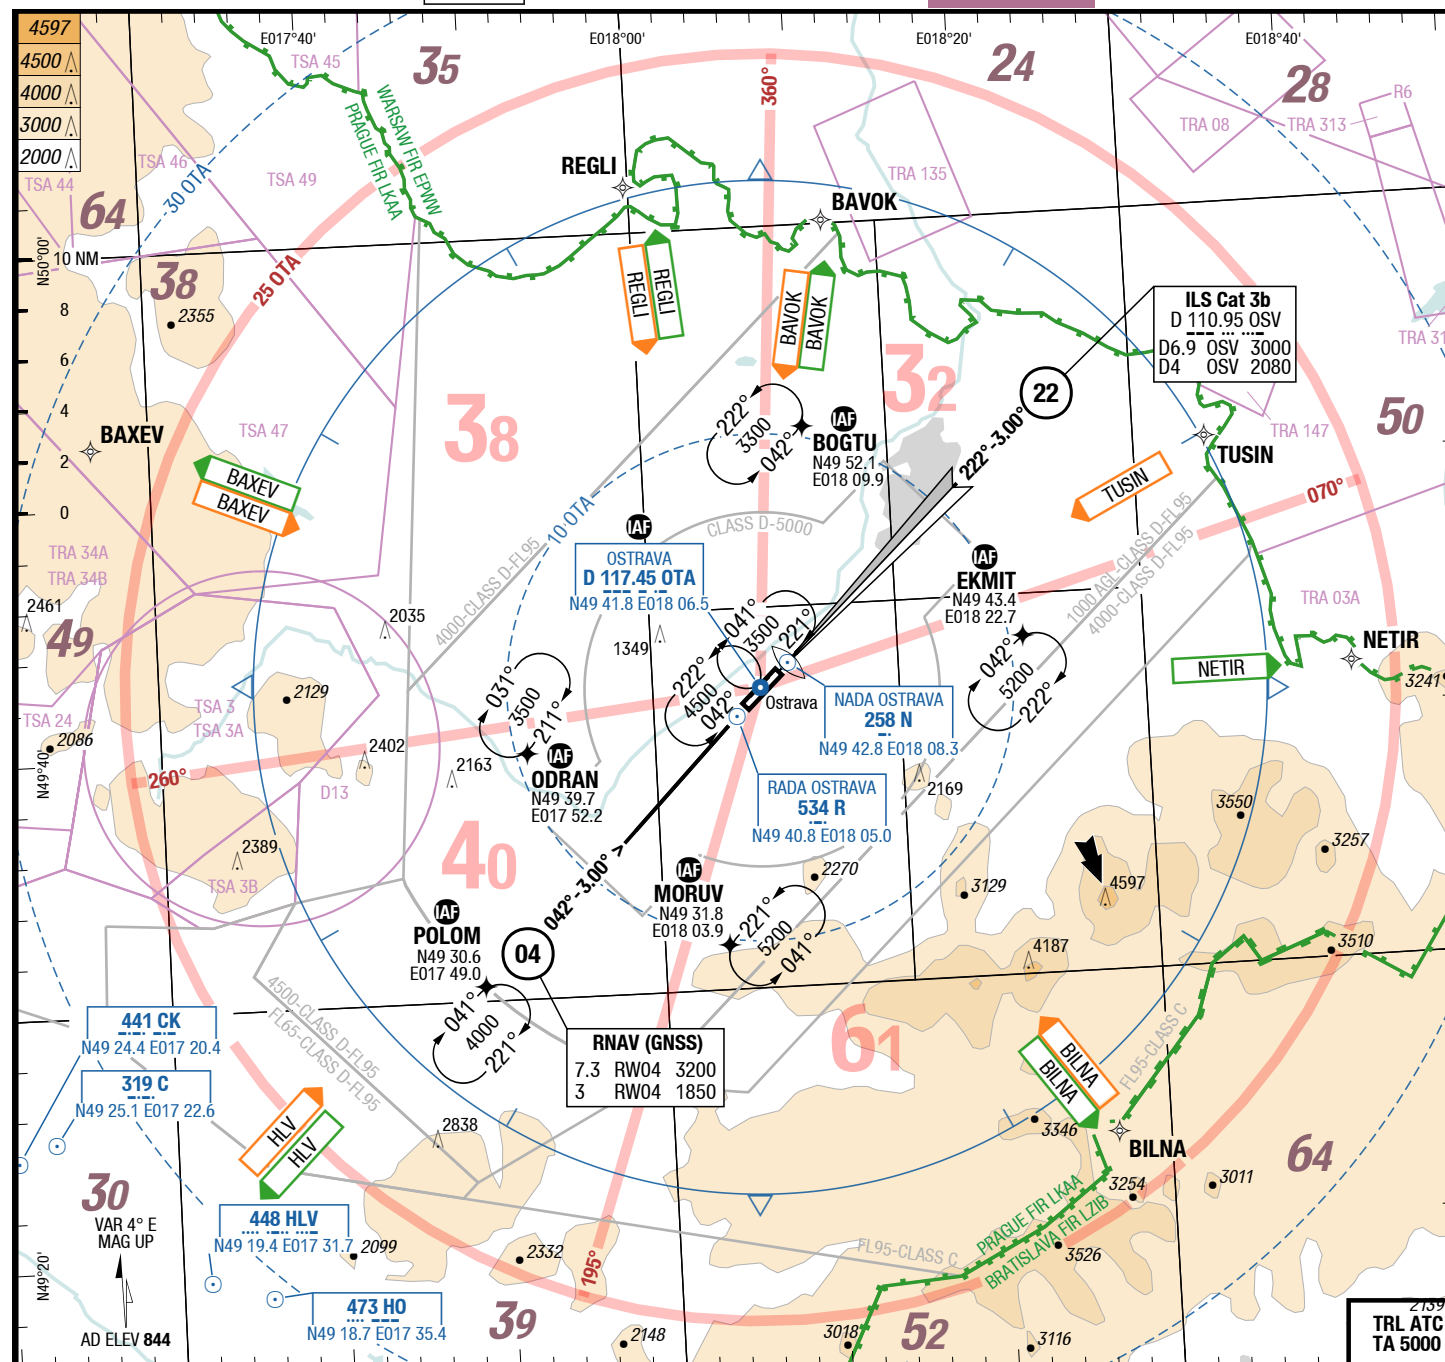 4597
4500
4000
3000
2000
E017°40'
E018°00'
E018°20'
E018°40'
TSA 45
35
24
28
R6
TRA 08
TRA 313
WARSAW FIR EPWW
PRAGUE FIR LKAA
360°
TSA 46
TSA 44
TSA 49
30 OTA
64
REGLI
TRA 135
BAVOK
N50°00'
10 NM
8
6
4
2
0
38
2355
25 OTA
REGLI
REGLI
BAVOK
BAVOK
ILS Cat 3b
D 110.95 OSV
D6.9 OSV 3000
D4 OSV 2080
TRA 31
32
38
22
50
TRA 147
TUSIN
BAXEV
TSA 47
BAXEV
BAXEV
222°
3300
042°
IAF
BOGTU
N49 52.1
E018 09.9
222°-3.00°
TUSIN
070°
CLASS D-5000
4000-CLASS D-FL95
10 OTA
IAF
OSTRAVA
D 117.45 OTA
N49 41.8 E018 06.5
1000 AGL-CLASS D-FL95
4000-CLASS D-FL95
TRA 34A
TRA 34B
2461
49
2035
1349
IAF
EKMIT
N49 43.4
E018 22.7
TRA 03A
NETIR
NETIR
3241
041°
3500
221°
222°
4500
042°
042°
5200
222°
031°
3500
211°
Ostrava
NADA OSTRAVA
258 N
N49 42.8 E018 08.3
2129
TSA 3
TSA 3A
TSA 24
2086
2402
2163
260°
D13
N49°40'
IAF
ODRAN
N49 39.7
E017 52.2
RADA OSTRAVA
534 R
N49 40.8 E018 05.0
2169
3550
3257
2389
TSA 3B
40
042°-3.00° >
IAF
MORUV
N49 31.8
E018 03.9
2270
3129
4597
221°
5200
041°
IAF
POLOM
N49 30.6
E017 49.0
04
4187
3510
041°
4000
221°
4500-CLASS D-FL95
FL65-CLASS D-FL95
441 CK
N49 24.4 E017 20.4
319 C
N49 25.1 E017 22.6
RNAV (GNSS)
7.3 RW04 3200
3 RW04 1850
61
BILNA
BILNA
FL95-CLASS C
HLV
HLV
2838
3346
BILNA
64
30
VAR 4° E
MAG UP
448 HLV
N49 19.4 E017 31.7
2099
2332
195°
FL95-CLASS C
PRAGUE FIR LKAA
BRATISLAVA FIR LZIB
3254
3011
3526
N49°20'
473 HO
N49 18.7 E017 35.4
AD ELEV 844
39
2148
3018
52
3116
2139
TRL ATC
TA 5000